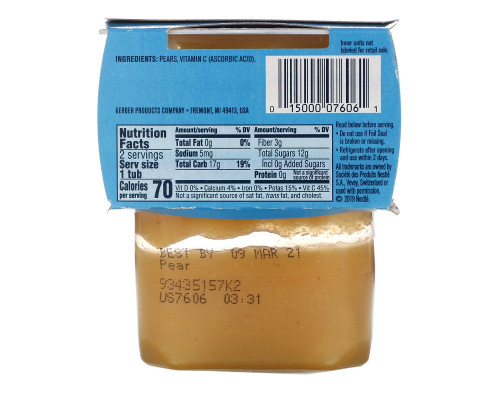 Inner units not
labeled for retail sale.
INGREDIENTS: PEARS, VITAMIN C (ASCORBIC ACID).
0 15000 07606 1
GERBER PRODUCTS COMPANY • FREMONT, MI 49413, USA
Nutrition
Facts
2 servings
Serv size
1 tub
Calories
per serving 70
Amount/serving % DV
Total Fat 0g 0%
Sodium 5mg
Total Carb 17g 19%
Amount/serving % DV
Fiber 3g
Total Sugars 12g
Incl 0g Added Sugars
Protein 0g Not a significant
source of protein
Vit D 0% • Calcium 4% • Iron 0% • Potas 15% • Vit C 45%
Not a significant source of sat fat, trans fat, and cholest.
Read below before serving.
• Do not use if Foil Seal
is broken or missing.
• Refrigerate after opening
and use within 2 days.
All trademarks are owned by
Société des Produits Nestlé
S.A., Vevey, Switzerland or
used with permission.
© 2019 Nestlé.
BEST BY 09 MAR 21
Pear
93435157K2
US7606 03:31